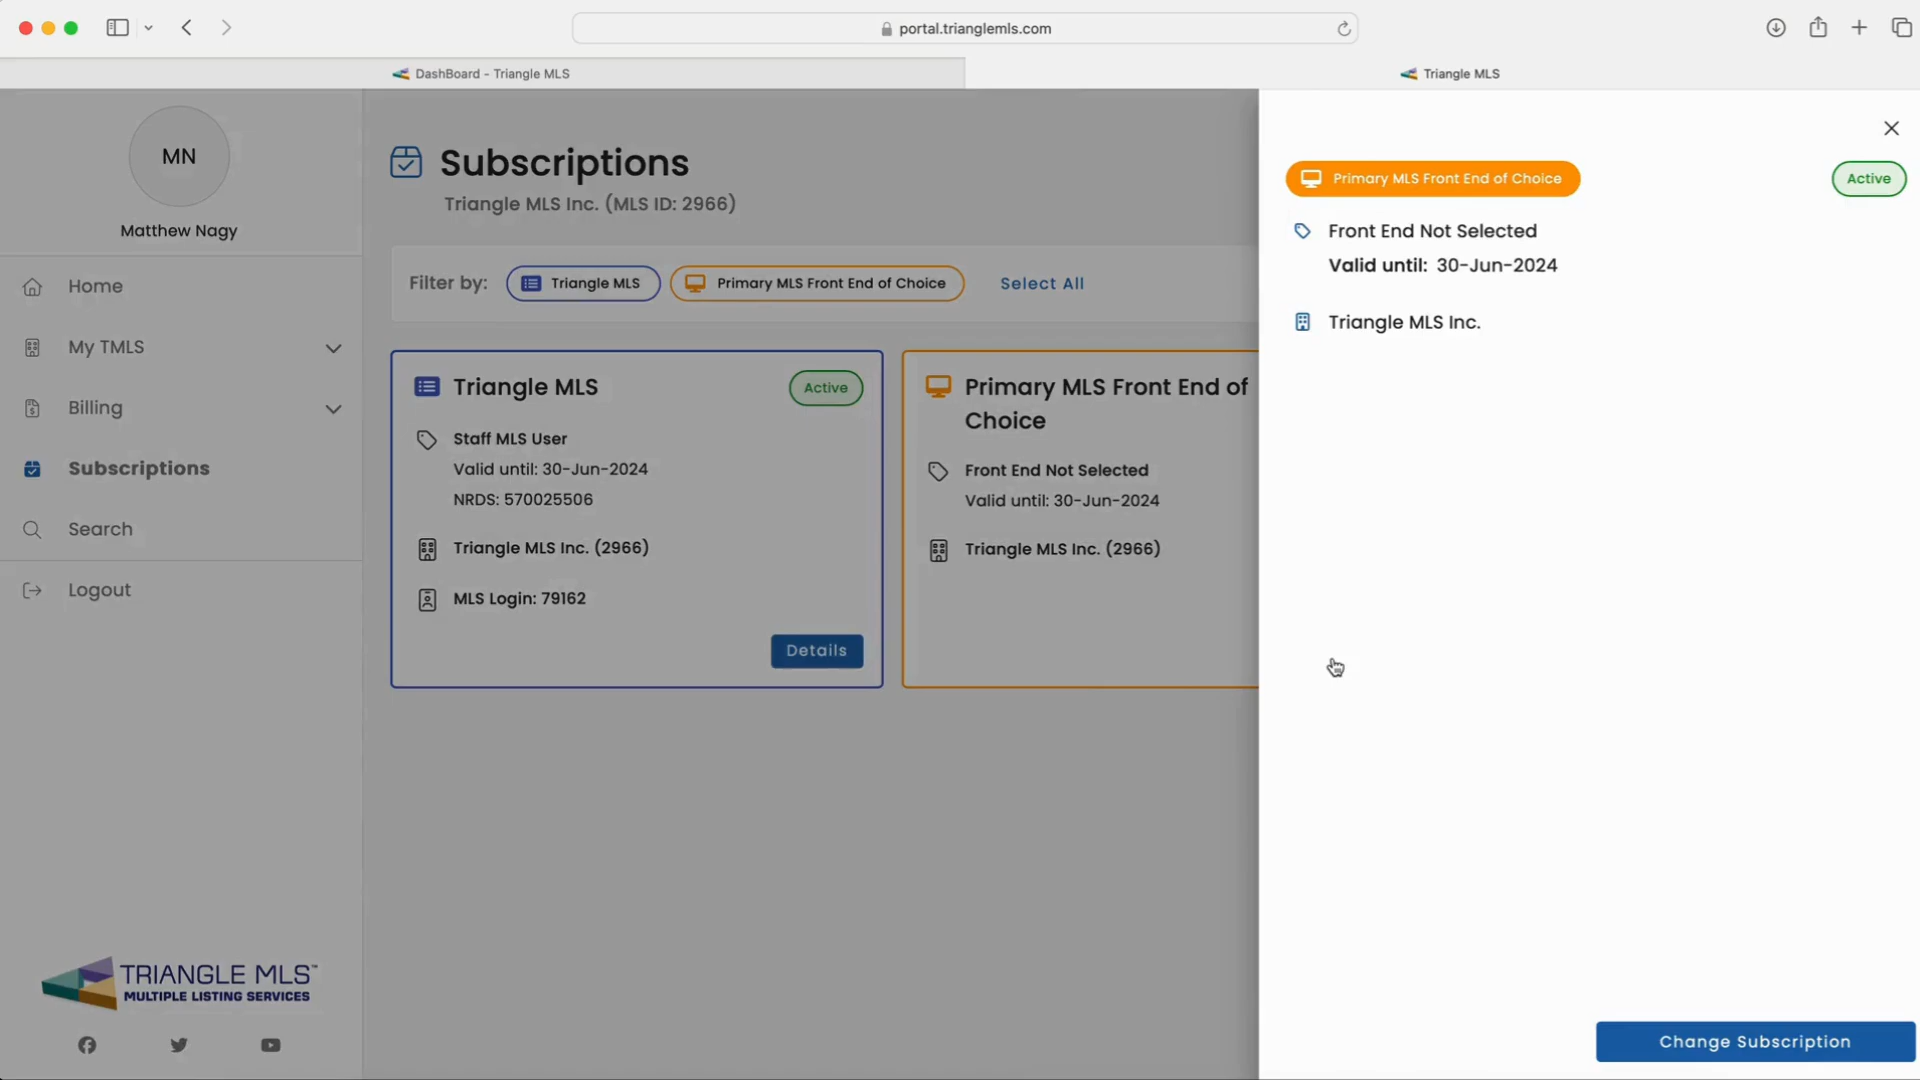 portal.trianglemls.com
DashBoard - Triangle MLS
Triangle MLS
MN
Matthew Nagy
Home
My TMLS
Billing
Subscriptions
Search
Logout
TRIANGLE MLS™
MULTIPLE LISTING SERVICES
Subscriptions
Triangle MLS Inc. (MLS ID: 2966)
Filter by:
Triangle MLS
Primary MLS Front End of Choice
Select All
Triangle MLS
Active
Staff MLS User
Valid until: 30-Jun-2024
NRDS: 570025506
Triangle MLS Inc. (2966)
MLS Login: 79162
Details
Primary MLS Front End of
Choice
Front End Not Selected
Valid until: 30-Jun-2024
Triangle MLS Inc. (2966)
Primary MLS Front End of Choice
Active
Front End Not Selected
Valid until: 30-Jun-2024
Triangle MLS Inc.
Change Subscription